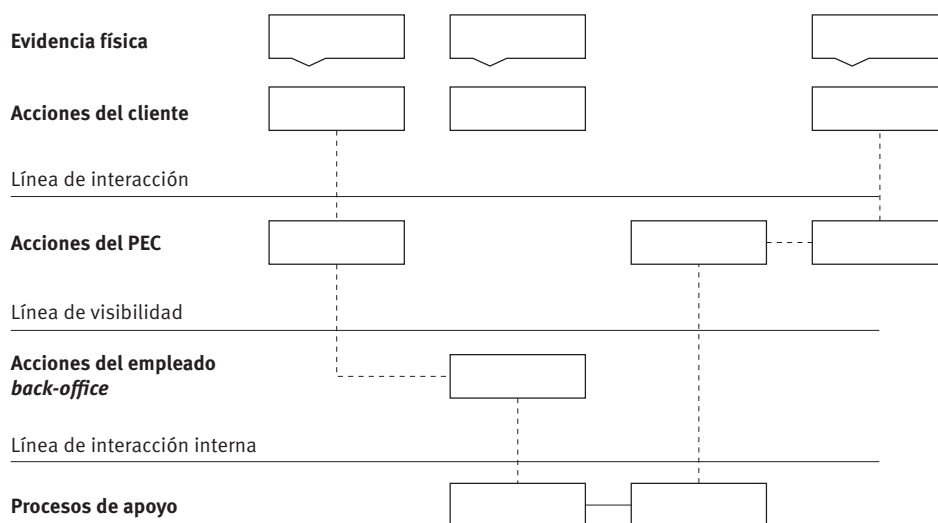 Evidencia física
Acciones del cliente
Línea de interacción
Acciones del PEC
Línea de visibilidad
Acciones del empleado
back-office
Línea de interacción interna
Procesos de apoyo